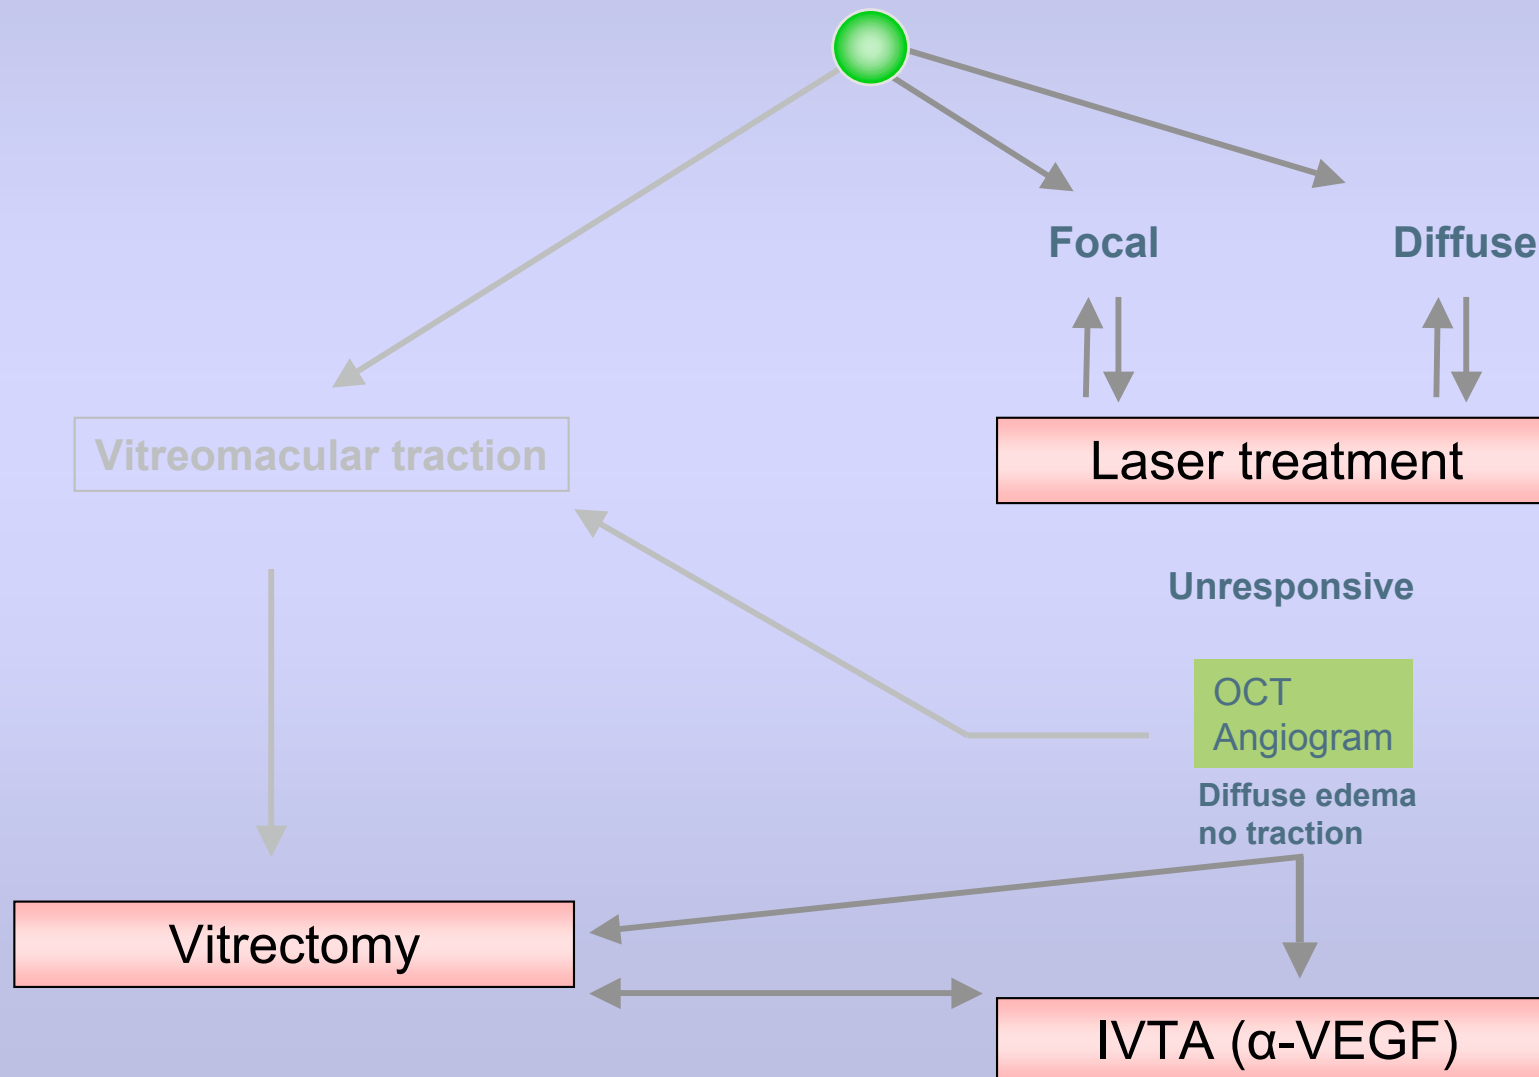 Focal
Diffuse
Vitreomacular traction
Laser treatment
Unresponsive
OCT
Angiogram
Diffuse edema
no traction
Vitrectomy
IVTA (α-VEGF)